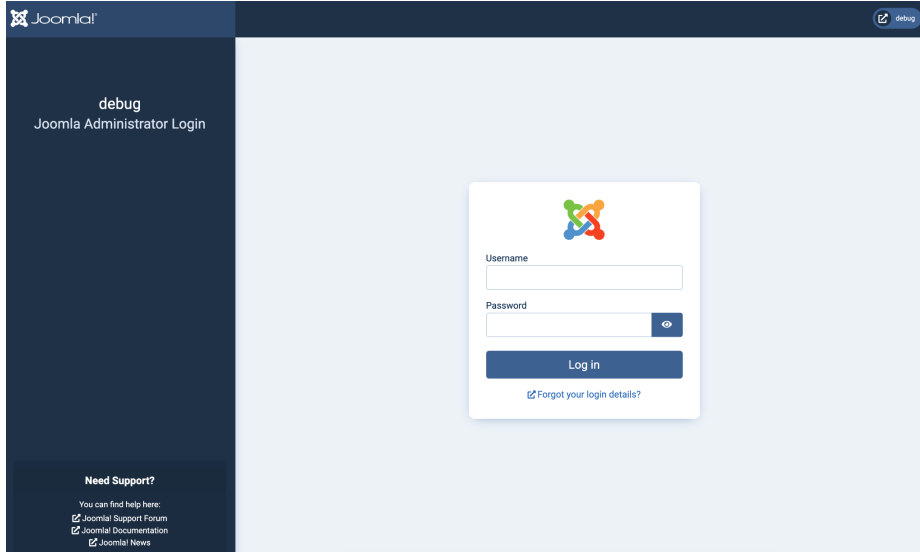 Joomla!®
debug
debug
Joomla Administrator Login
Username
Password
Log in
Forgot your login details?
Need Support?
You can find help here:
Joomla! Support Forum
Joomla! Documentation
Joomla! News